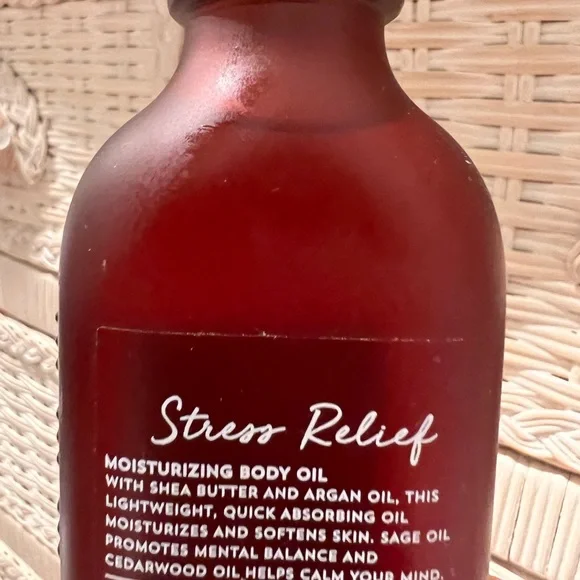 Stress Relief
MOISTURIZING BODY OIL
WITH SHEA BUTTER AND ARGAN OIL, THIS
LIGHTWEIGHT, QUICK ABSORBING OIL
MOISTURIZES AND SOFTENS SKIN. SAGE OIL
PROMOTES MENTAL BALANCE AND
CEDARWOOD OIL HELPS CALM YOUR MIND.